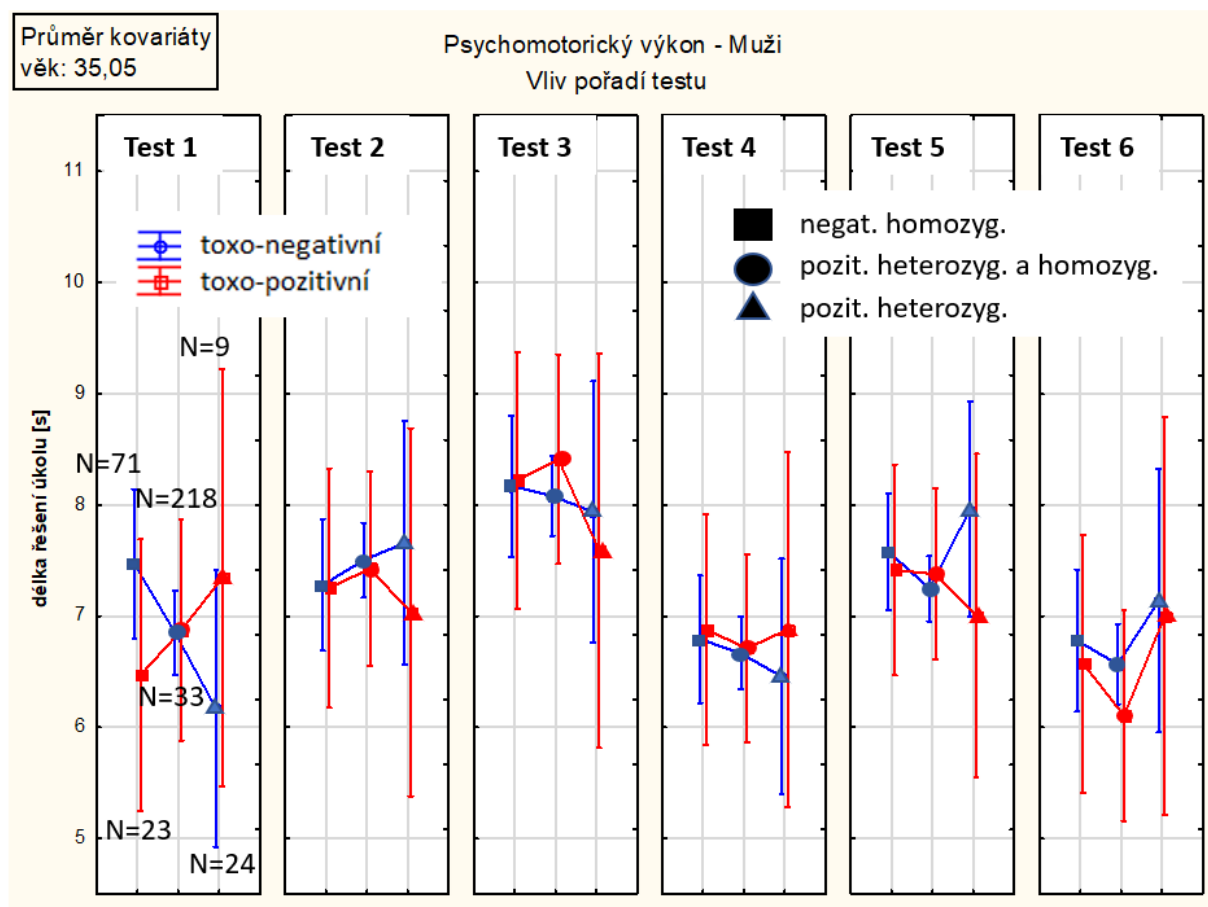 Průměr kovariáty
věk: 35,05
Psychomotorický výkon - Muži
Vliv pořadí testu
Test 1
Test 2
Test 3
Test 4
Test 5
Test 6
toxo-negativní
toxo-pozitivní
negat. homozyg.
pozit. heterozyg. a homozyg.
pozit. heterozyg.
délka řešení úkolu [s]
11
10
9
8
7
6
5
N=9
N=71
N=218
N=33
N=23
N=24